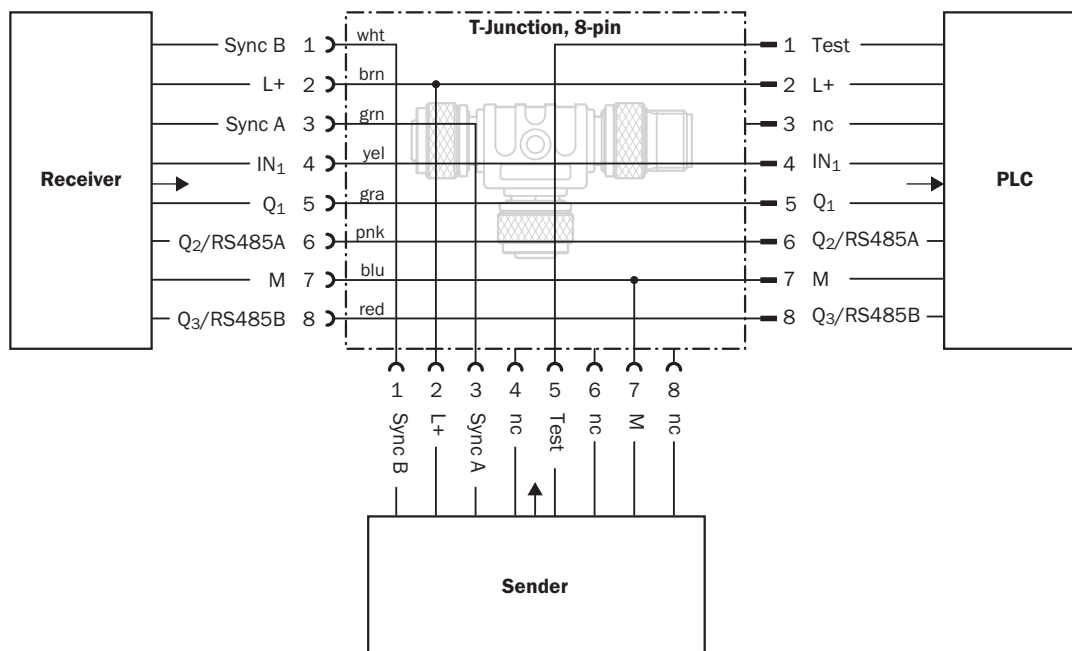 T-Junction, 8-pin
Sync B 1 wht 1 Test
L+ 2 brn 2 L+
Sync A 3 grn 3 nc
IN1 4 yel 4 IN1
Receiver PLC
Q1 5 gra 5 Q1
Q2/RS485A 6 pnk 6 Q2/RS485A
M 7 blu 7 M
Q3/RS485B 8 red 8 Q3/RS485B
1 2 3 4 5 6 7 8
Sync B L+ Sync A nc Test nc M nc
Sender